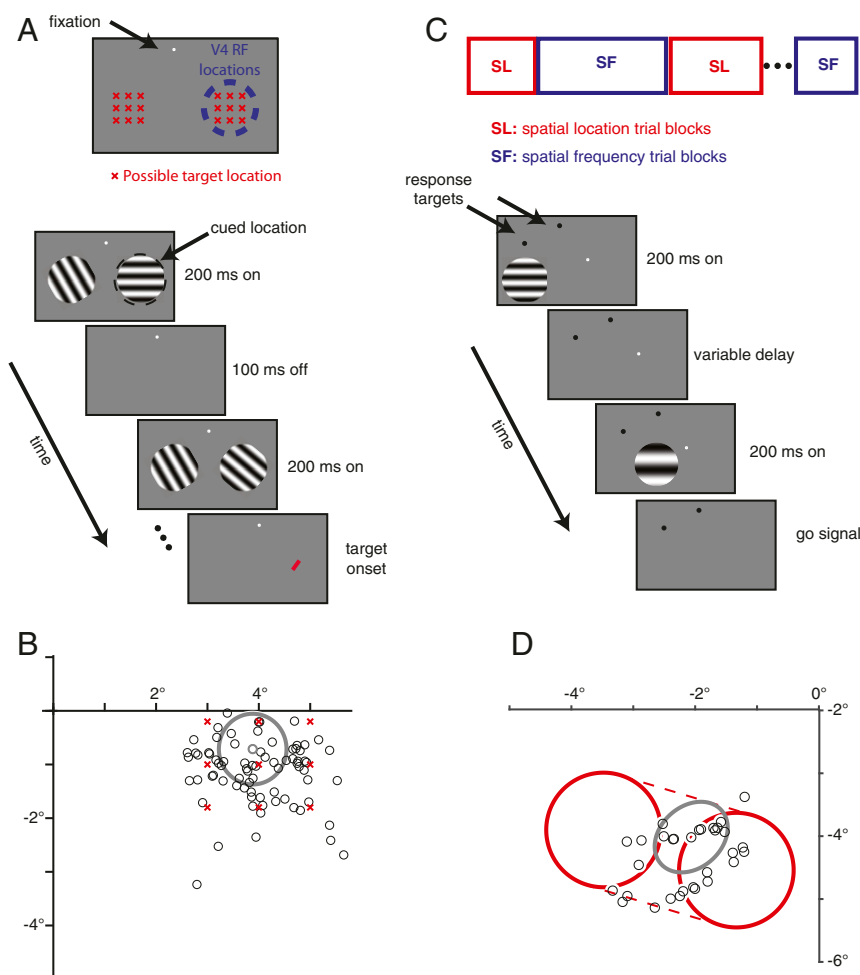 A
fixation
V4 RF
locations
× Possible target location
cued location
200 ms on
100 ms off
200 ms on
time
target
onset
C
SL
SF
SL
SF
SL: spatial location trial blocks
SF: spatial frequency trial blocks
response
targets
200 ms on
variable delay
200 ms on
time
go signal
B
2°
4°
-2°
-4°
D
-4°
-2°
0°
-2°
-4°
-6°